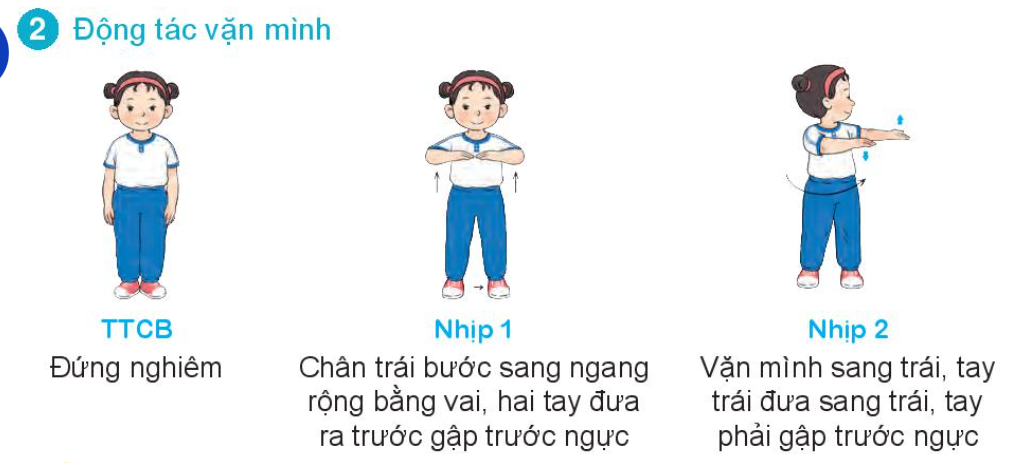 2 Động tác vặn mình
TTCB
Đứng nghiêm
Nhịp 1
Chân trái bước sang ngang
rộng bằng vai, hai tay đưa
ra trước gập trước ngực
Nhịp 2
Vặn mình sang trái, tay
trái đưa sang trái, tay
phải gập trước ngực